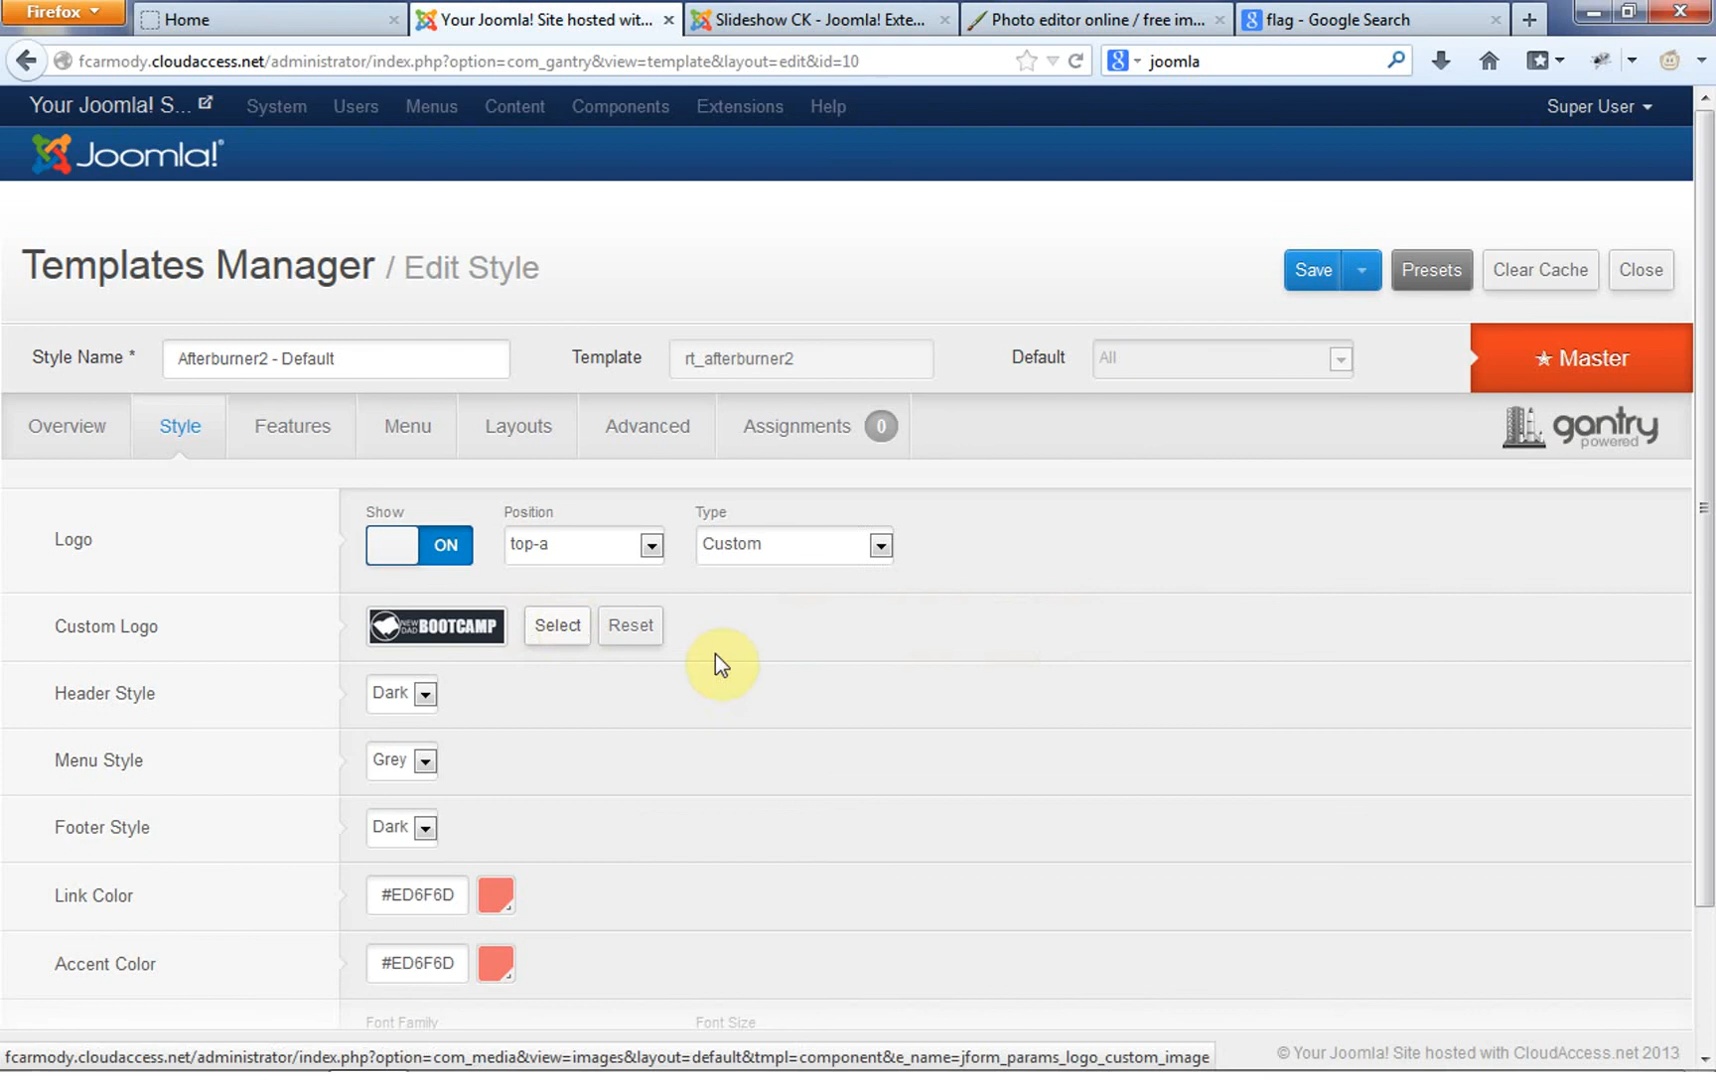 Firefox
Home
Your Joomla! Site hosted wit...
Slideshow CK - Joomla! Exte...
Photo editor online / free im...
flag - Google Search
fcarmody.cloudaccess.net/administrator/index.php?option=com_gantry&view=template&layout=edit&id=10
joomla
Your Joomla! S...
System
Users
Menus
Content
Components
Extensions
Help
Super User
Joomla!
Templates Manager / Edit Style
Save
Presets
Clear Cache
Close
Style Name *
Afterburner2 - Default
Template
rt_afterburner2
Default
All
Master
Overview
Style
Features
Menu
Layouts
Advanced
Assignments
0
gantry
powered
Show
Position
Type
Logo
ON
top-a
Custom
Custom Logo
NEW DAD BOOTCAMP
Select
Reset
Header Style
Dark
Menu Style
Grey
Footer Style
Dark
Link Color
#ED6F6D
Accent Color
#ED6F6D
Font Family
Font Size
fcarmody.cloudaccess.net/administrator/index.php?option=com_media&view=images&layout=default&tmpl=component&e_name=jform_params_logo_custom_image
© Your Joomla! Site hosted with CloudAccess.net 2013